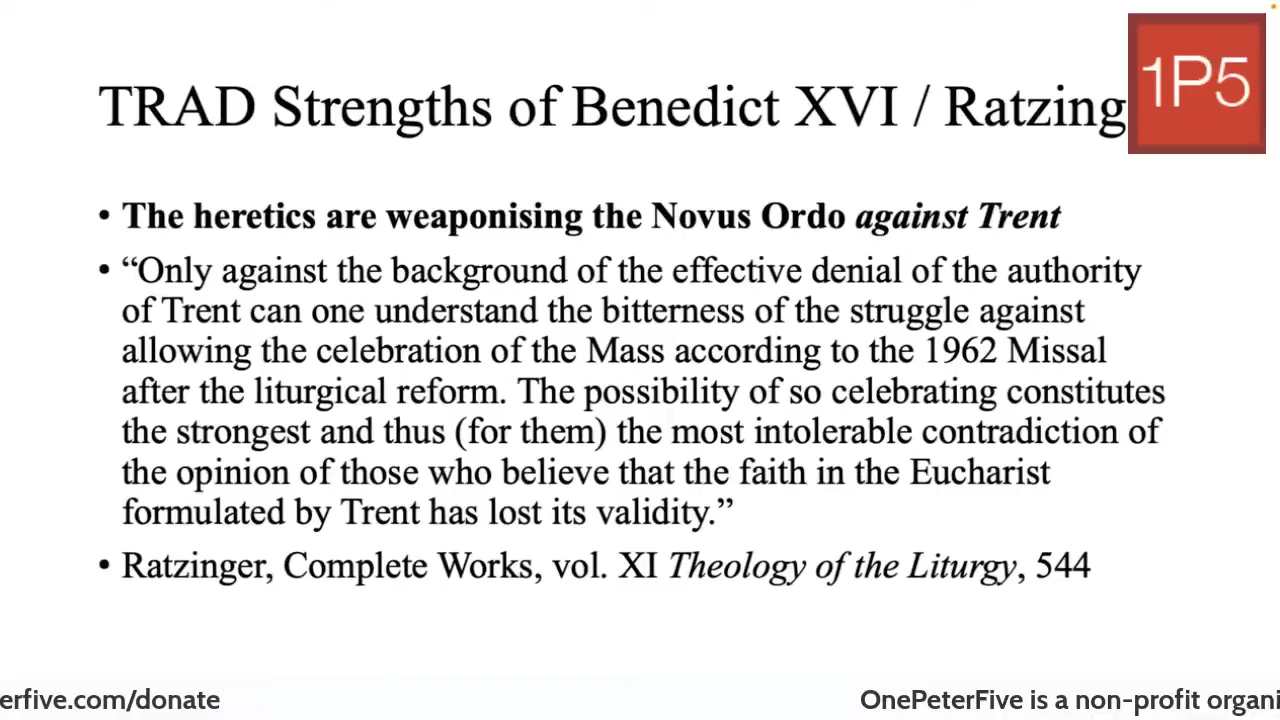 TRAD Strengths of Benedict XVI / Ratzing
1P5
• The heretics are weaponising the Novus Ordo against Trent
• “Only against the background of the effective denial of the authority
of Trent can one understand the bitterness of the struggle against
allowing the celebration of the Mass according to the 1962 Missal
after the liturgical reform. The possibility of so celebrating constitutes
the strongest and thus (for them) the most intolerable contradiction of
the opinion of those who believe that the faith in the Eucharist
formulated by Trent has lost its validity.”
• Ratzinger, Complete Works, vol. XI Theology of the Liturgy, 544
erfive.com/donate
OnePeterFive is a non-profit organi